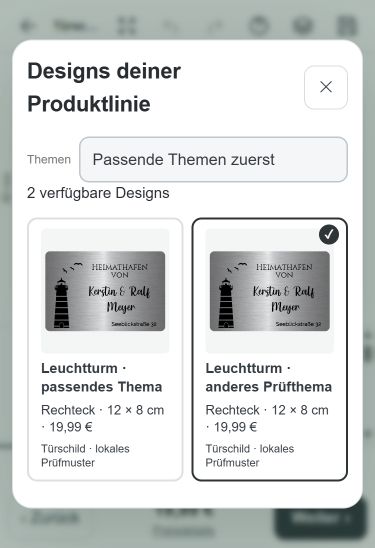 Designs deiner
Produktlinie
Themen
Passende Themen zuerst
2 verfügbare Designs
HEIMATHAFEN
VON
Kerstin & Ralf
Meyer
Seeblickstraße 32
Leuchtturm ·
passendes Thema
Rechteck · 12 × 8 cm
· 19,99 €
Türschild · lokales
Prüfmuster
HEIMATHAFEN
VON
Kerstin & Ralf
Meyer
Seeblickstraße 32
Leuchtturm ·
anderes Prüfthema
Rechteck · 12 × 8 cm
· 19,99 €
Türschild · lokales
Prüfmuster
Zurück